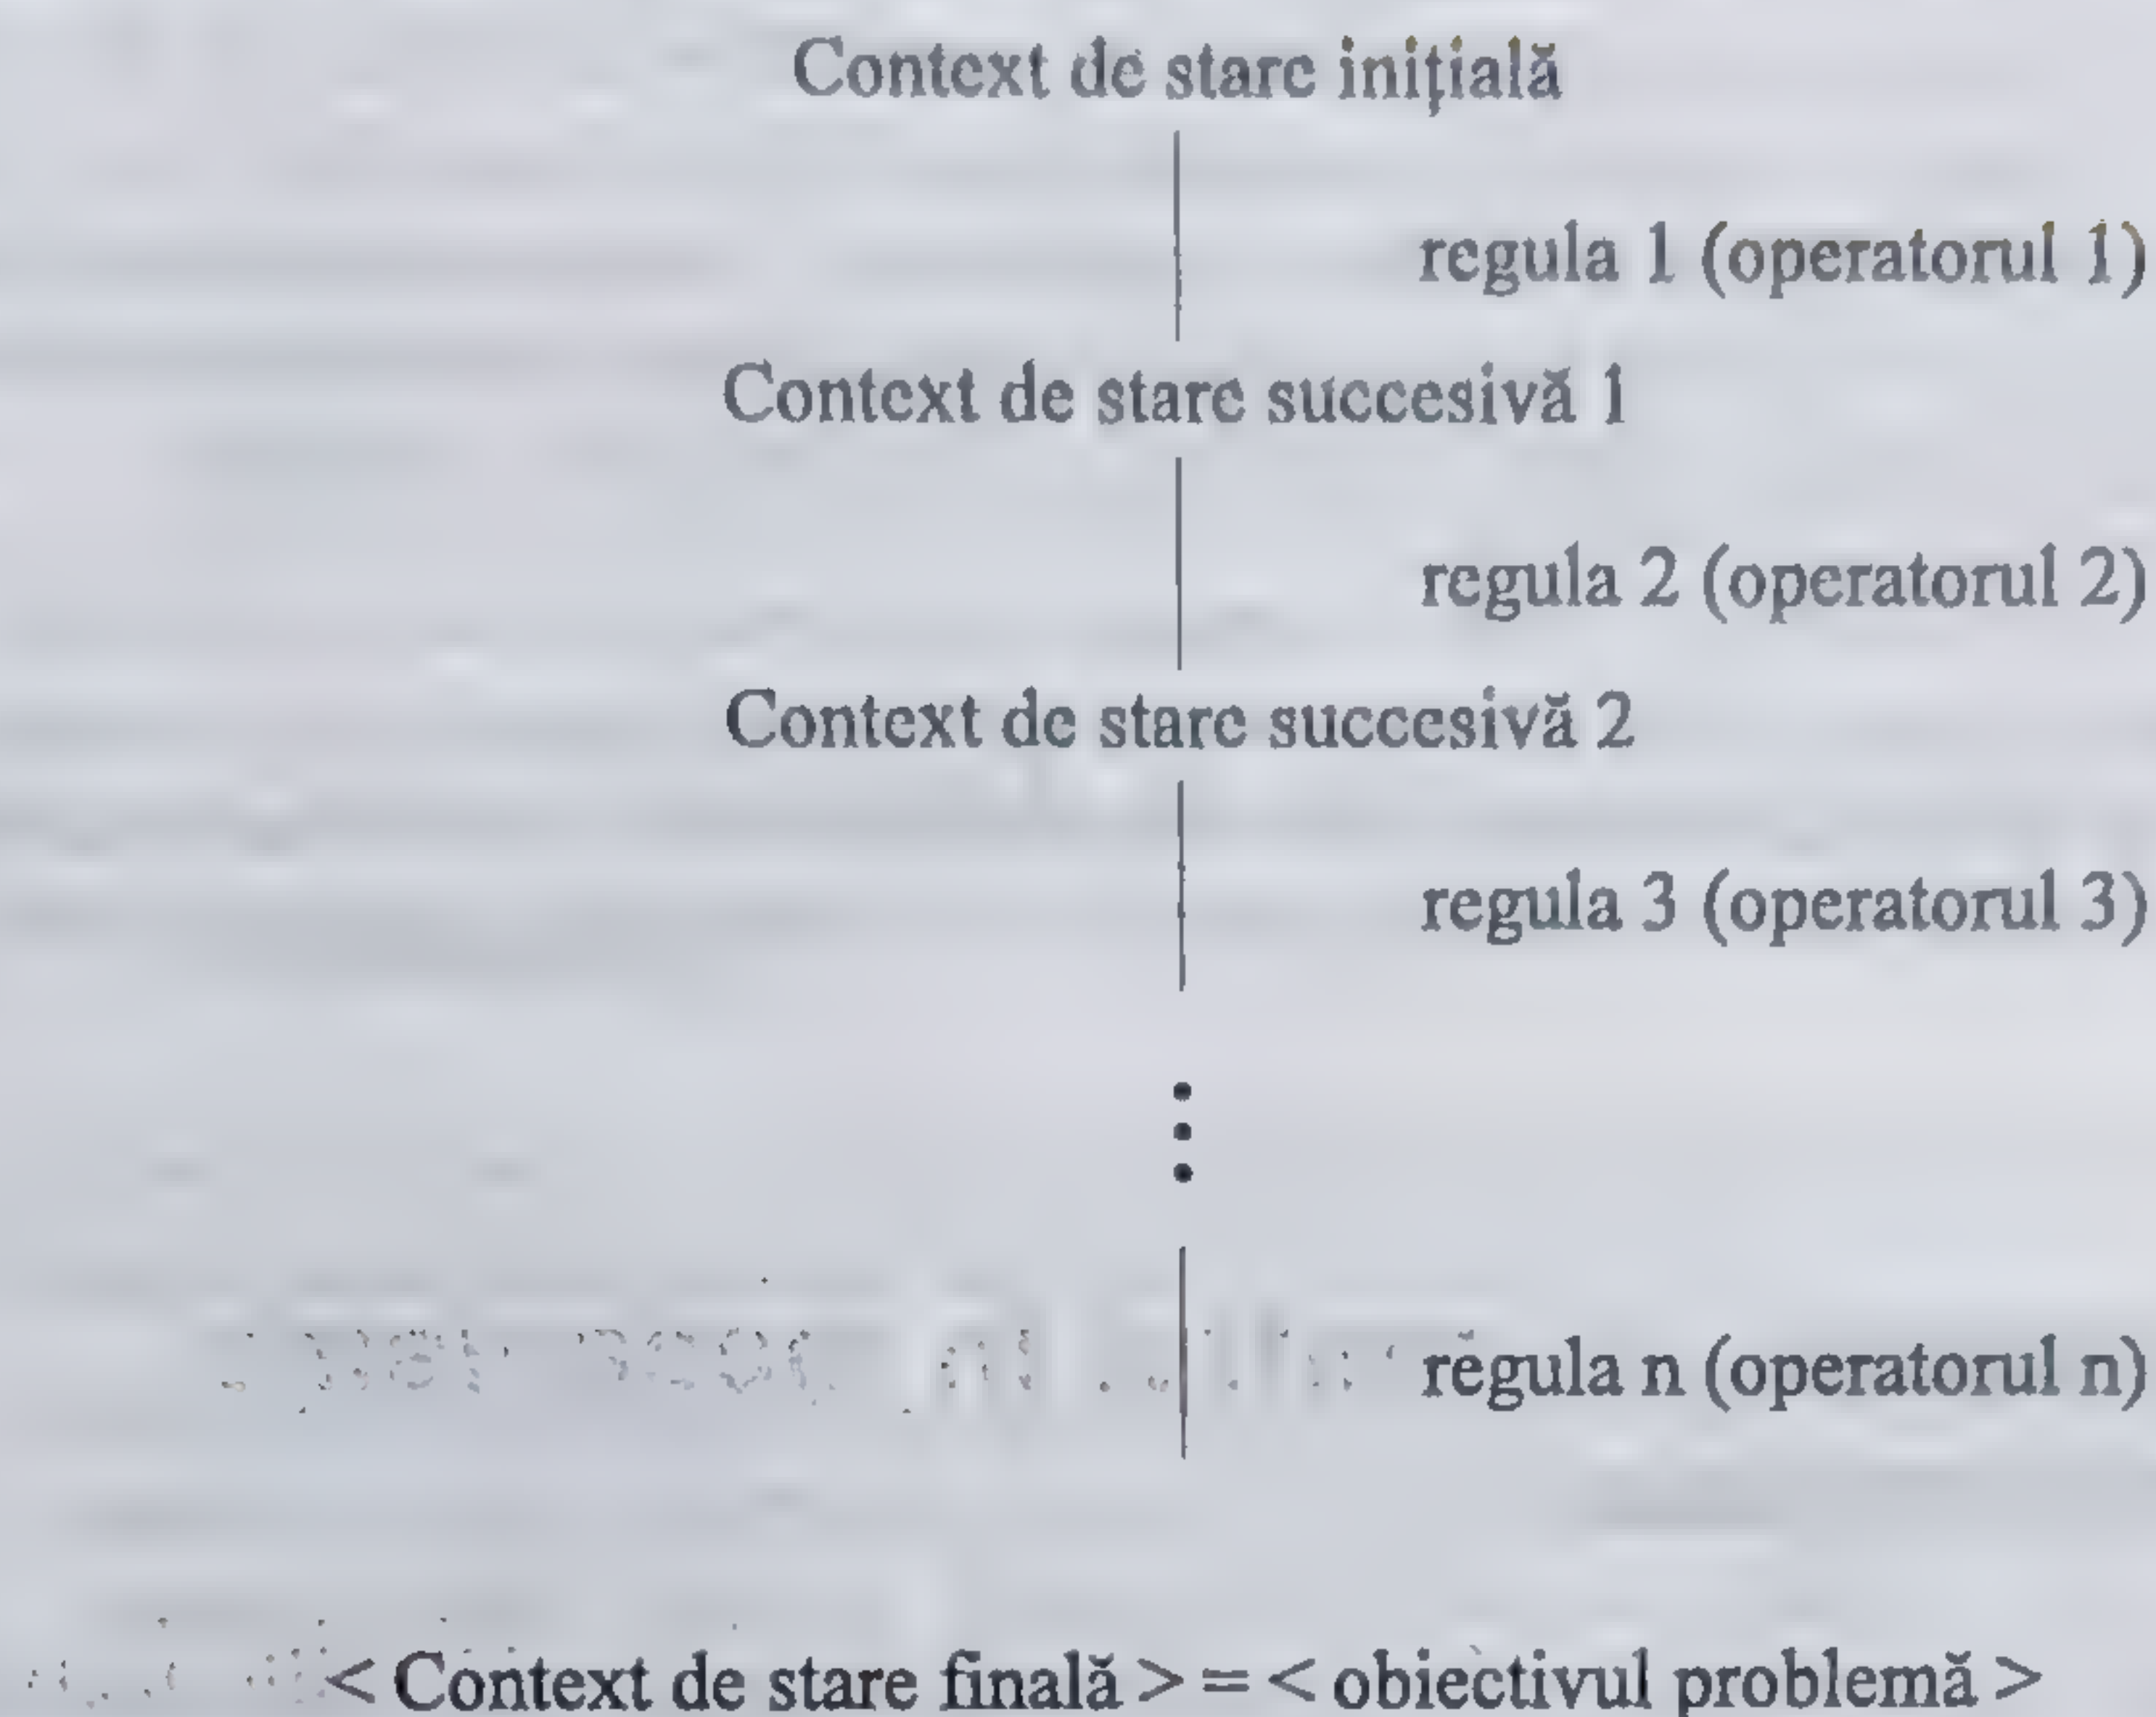 Context de stare inițială
regula 1 (operatorul 1)
Context de stare succesivă 1
regula 2 (operatorul 2)
Context de stare succesivă 2
regula 3 (operatorul 3)
regula n (operatorul n)
< Context de stare finală > = < obiectivul problemă >